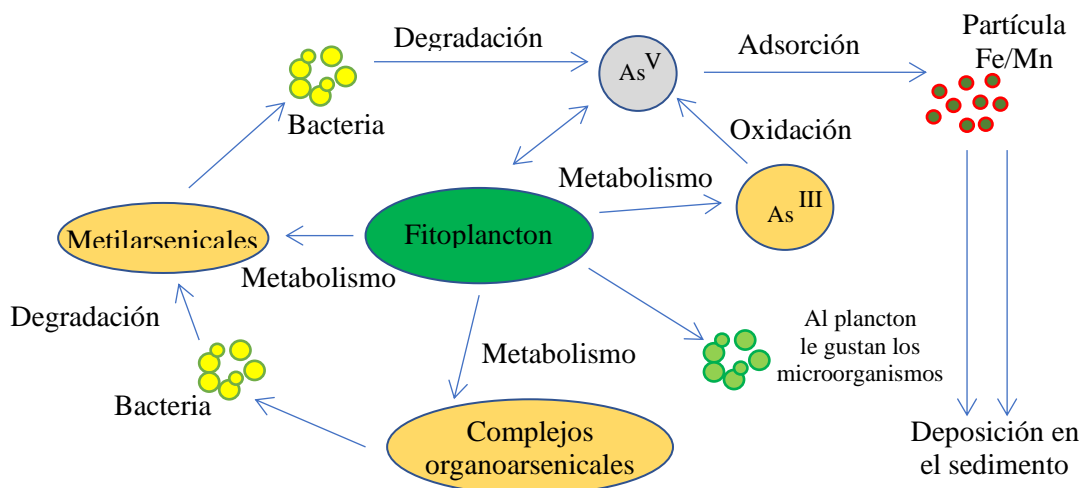 Degradación
Adsorción
Partícula
Fe/Mn
As V
Bacteria
Oxidación
Metabolismo
As III
Metilarsenicales
Fitoplancton
Metabolismo
Degradación
Al plancton
le gustan los
microorganismos
Metabolismo
Bacteria
Complejos
organoarsenicales
Deposición en
el sedimento